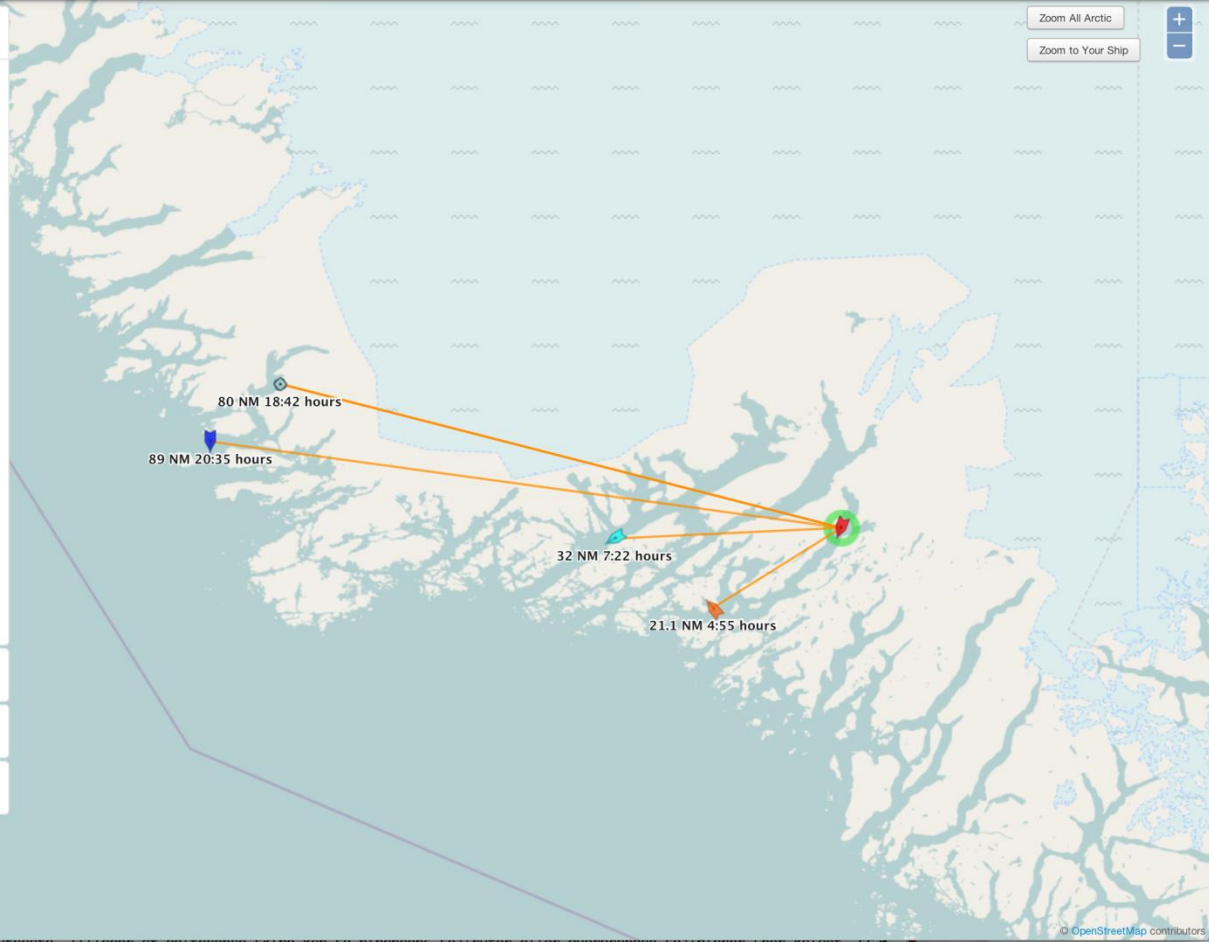 Zoom All Arctic
+
Zoom to Your Ship
−
80 NM 18:42 hours
89 NM 20:35 hours
32 NM 7:22 hours
21.1 NM 4:55 hours
© OpenStreetMap contributors